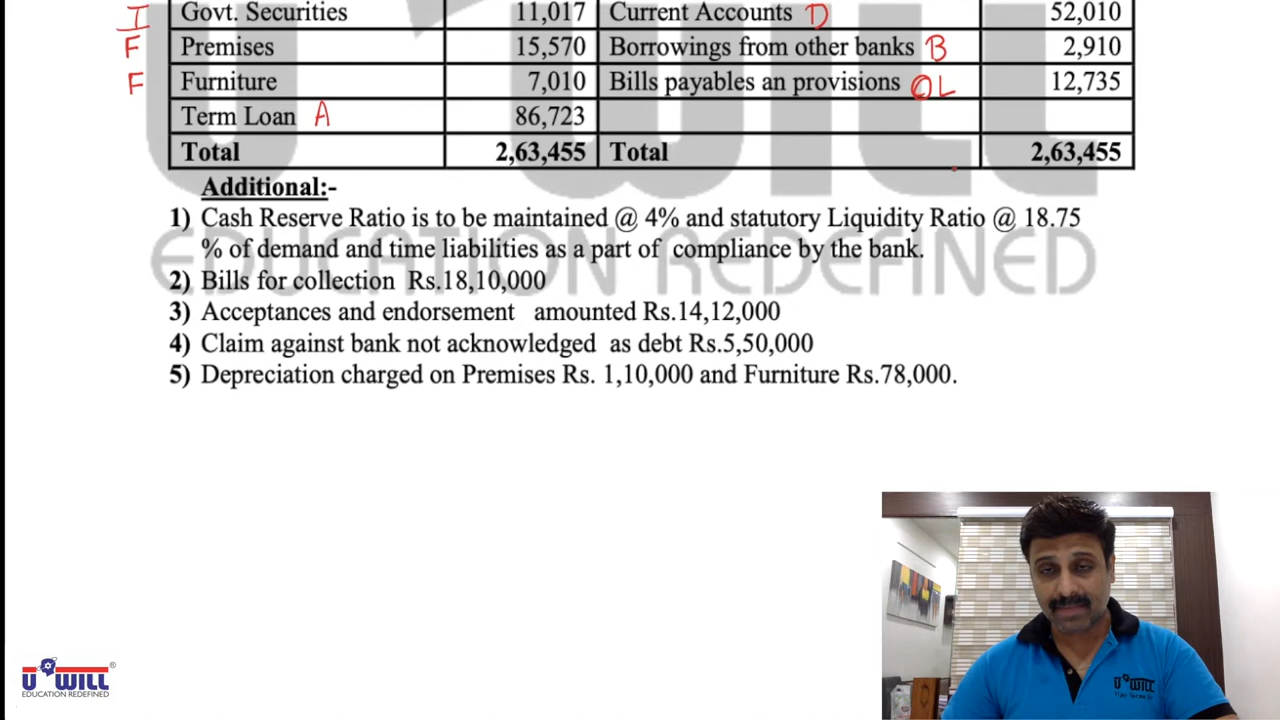 I Govt. Securities 11,017 Current Accounts D 52,010
F Premises 15,570 Borrowings from other banks B 2,910
F Furniture 7,010 Bills payables an provisions OL 12,735
Term Loan A 86,723
Total 2,63,455 Total 2,63,455
Additional:-
1) Cash Reserve Ratio is to be maintained @ 4% and statutory Liquidity Ratio @ 18.75
% of demand and time liabilities as a part of compliance by the bank.
2) Bills for collection Rs.18,10,000
3) Acceptances and endorsement amounted Rs.14,12,000
4) Claim against bank not acknowledged as debt Rs.5,50,000
5) Depreciation charged on Premises Rs. 1,10,000 and Furniture Rs.78,000.
U WILL
EDUCATION REDEFINED
U WILL ®
EDUCATION REDEFINED
U WILL